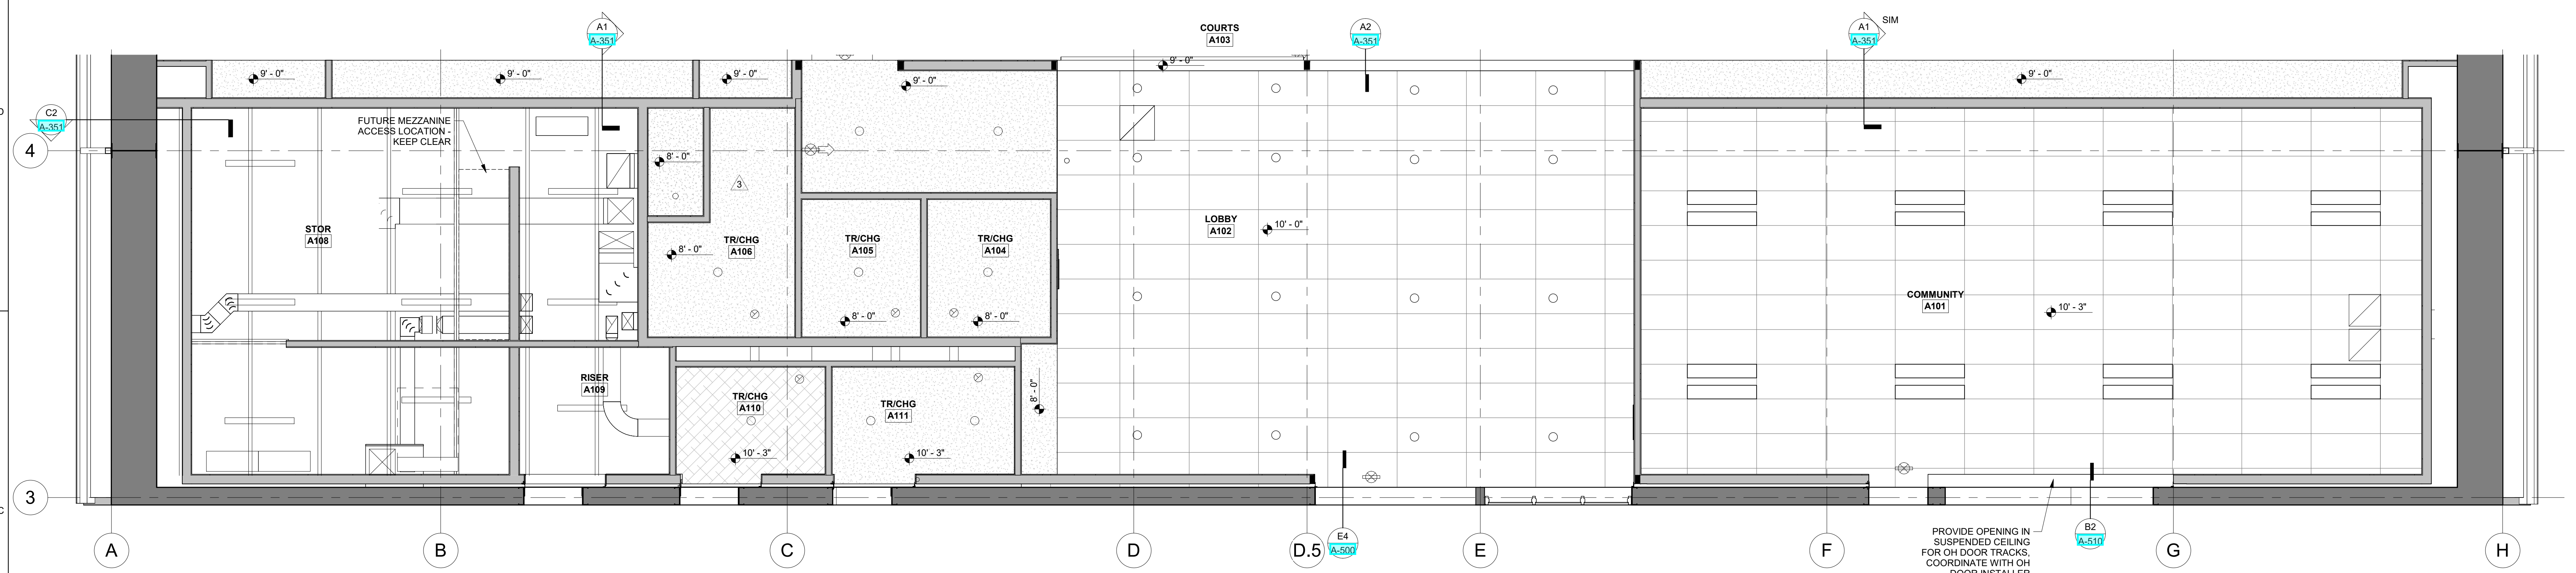 A1
A-351
COURTS
A103
A2
A-351
A1
A-351
SIM
9' - 0"
9' - 0"
9' - 0"
9' - 0"
9' - 0"
9' - 0"
C2
A-351
FUTURE MEZZANINE
ACCESS LOCATION -
KEEP CLEAR
4
8' - 0"
3
STOR
A108
TR/CHG
A106
8' - 0"
TR/CHG
A105
8' - 0"
TR/CHG
A104
8' - 0"
LOBBY
A102
10' - 0"
COMMUNITY
A101
10' - 3"
RISER
A109
TR/CHG
A110
10' - 3"
TR/CHG
A111
10' - 3"
8' - 0"
3
C
A
B
C
D
D.5
E4
A-500
E
F
PROVIDE OPENING IN
SUSPENDED CEILING
FOR OH DOOR TRACKS,
COORDINATE WITH OH
DOOR INSTALLER
B2
A-510
G
H